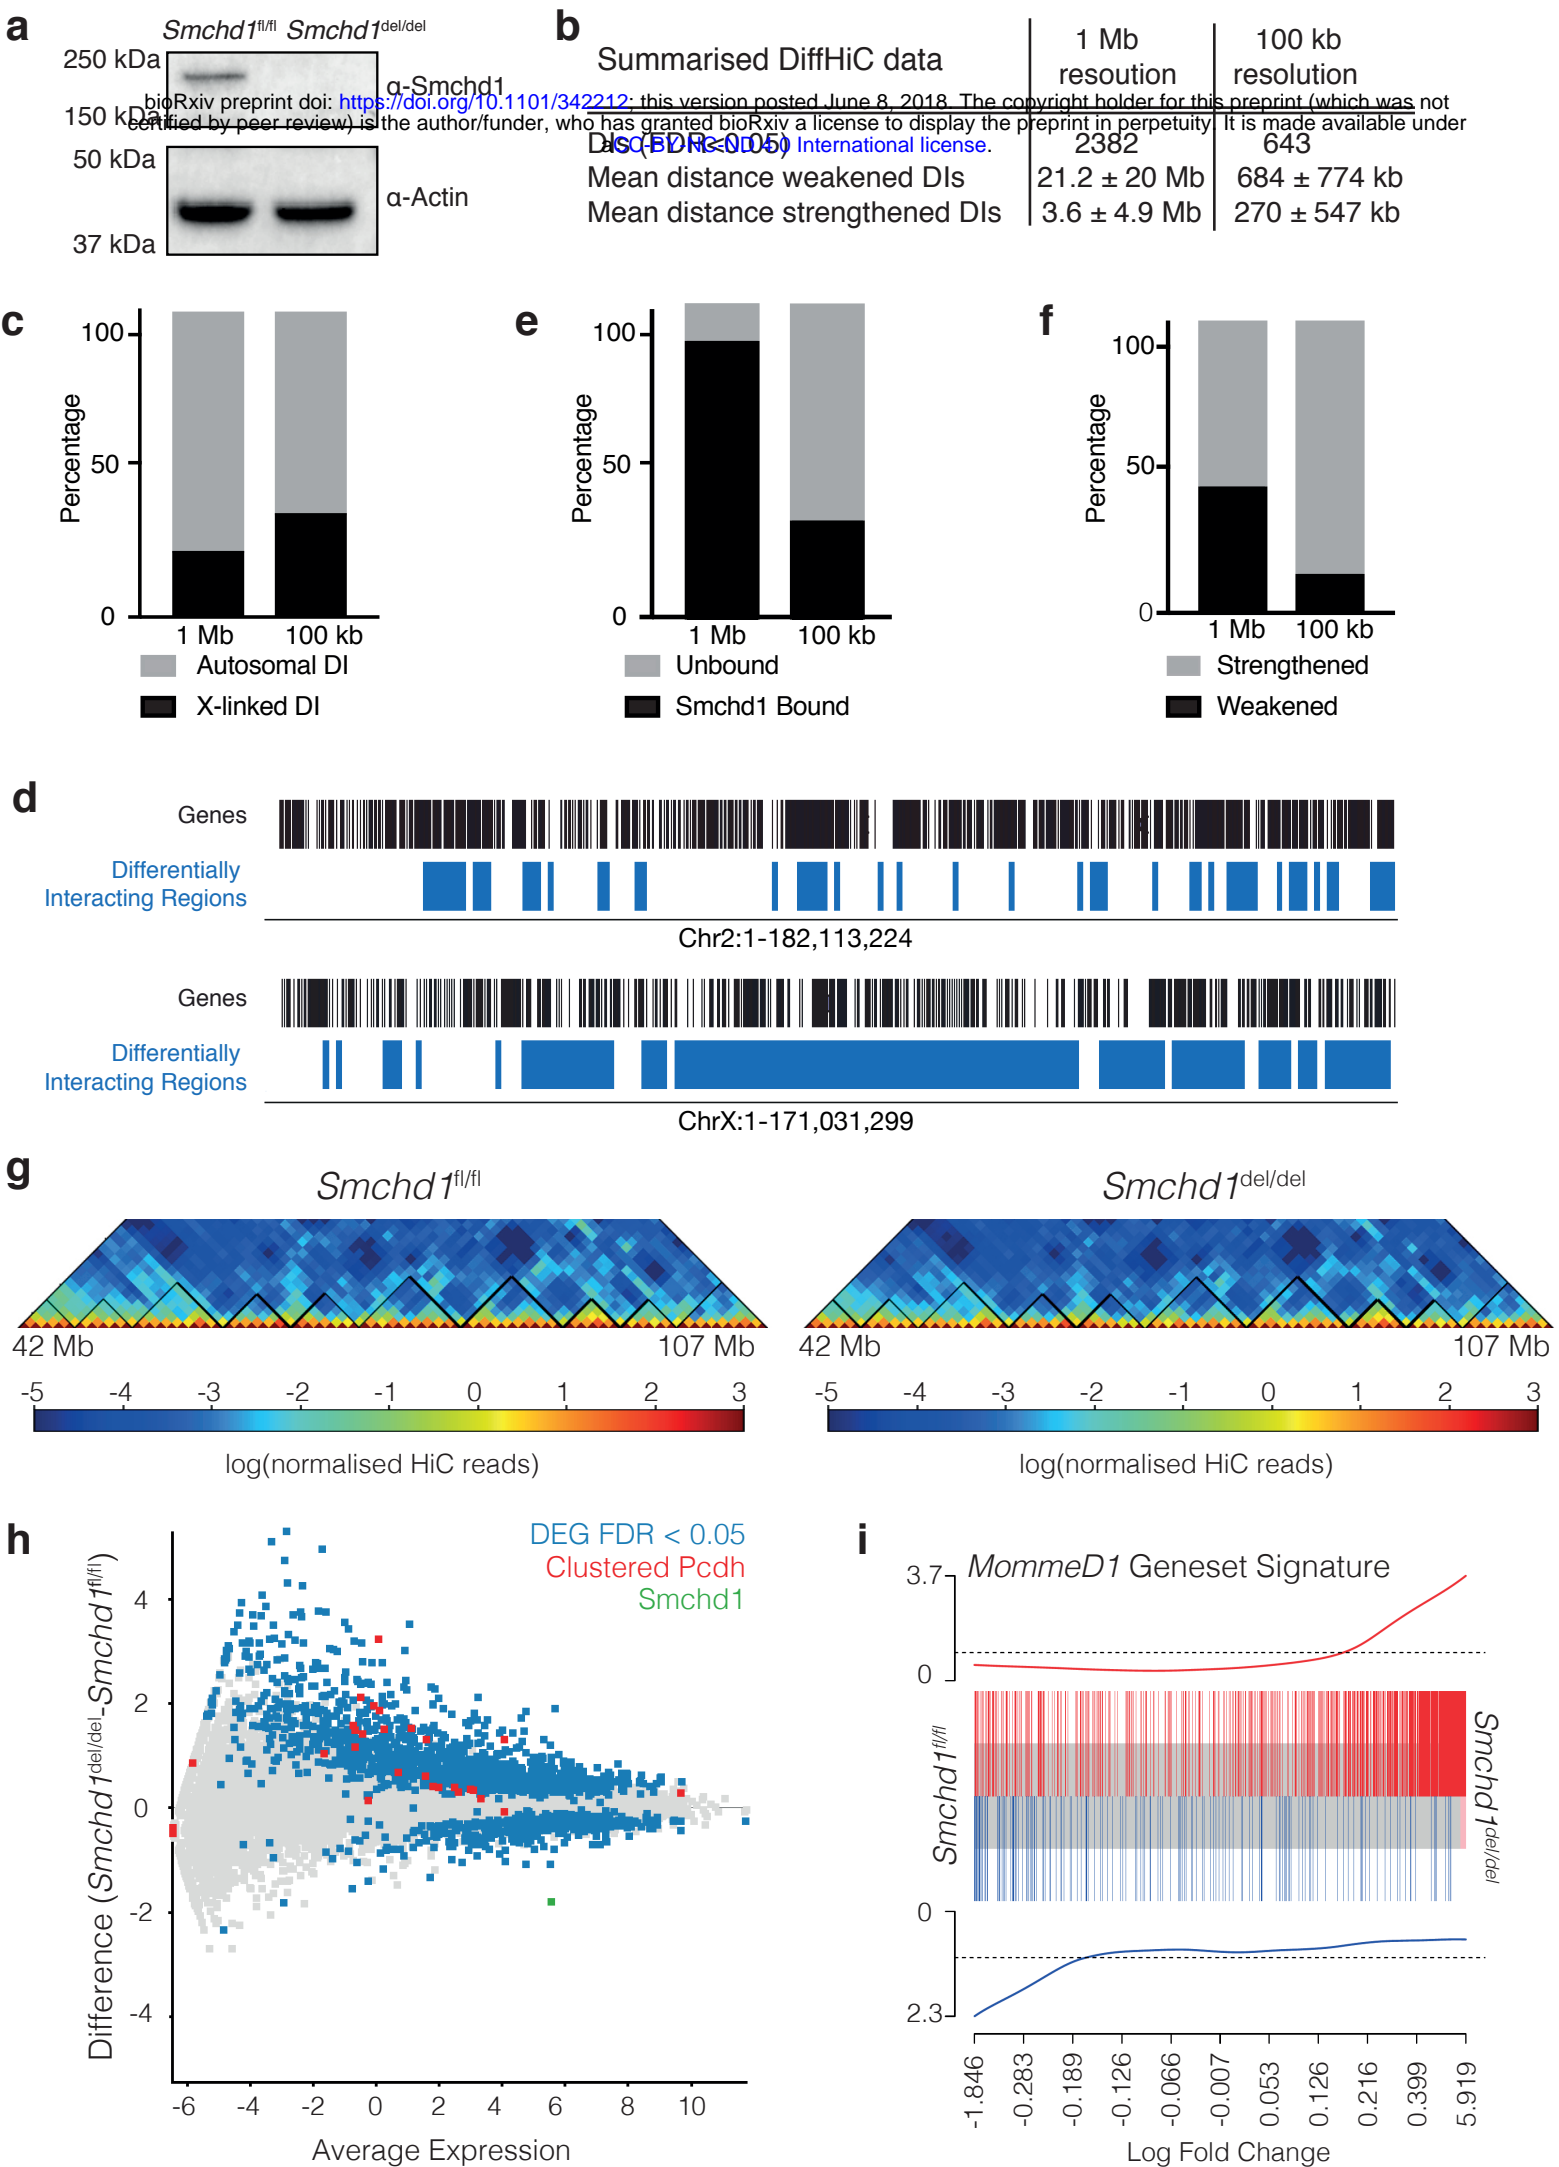 a
Smchd1fl/fl Smchd1del/del
250 kDa
α-Smchd1
150 kDa
50 kDa
α-Actin
37 kDa
b
Summarised DiffHiC data
1 Mb resoution
100 kb resolution
DIs (FDR<0.05)
2382
643
Mean distance weakened DIs
21.2 ± 20 Mb
684 ± 774 kb
Mean distance strengthened DIs
3.6 ± 4.9 Mb
270 ± 547 kb
bioRxiv preprint doi: https://doi.org/10.1101/342212; this version posted June 8, 2018. The copyright holder for this preprint (which was not
certified by peer review) is the author/funder, who has granted bioRxiv a license to display the preprint in perpetuity. It is made available under
aCC-BY-NC-ND 4.0 International license.
c
Percentage
100
50
0
1 Mb
100 kb
Autosomal DI
X-linked DI
e
Percentage
100
50
0
1 Mb
100 kb
Unbound
Smchd1 Bound
f
Percentage
100
50
0
1 Mb
100 kb
Strengthened
Weakened
d
Genes
Differentially
Interacting Regions
Chr2:1-182,113,224
Genes
Differentially
Interacting Regions
ChrX:1-171,031,299
g
Smchd1fl/fl
42 Mb
107 Mb
-5 -4 -3 -2 -1 0 1 2 3
log(normalised HiC reads)
Smchd1del/del
42 Mb
107 Mb
-5 -4 -3 -2 -1 0 1 2 3
log(normalised HiC reads)
h
DEG FDR < 0.05
Clustered Pcdh
Smchd1
Difference (Smchd1del/del-Smchd1fl/fl)
4
2
0
-2
-4
-6 -4 -2 0 2 4 6 8 10
Average Expression
i
MommeD1 Geneset Signature
3.7
0
Smchd1fl/fl
Smchd1del/del
0
2.3
-1.846
-0.283
-0.189
-0.126
-0.066
-0.007
0.053
0.126
0.216
0.399
5.919
Log Fold Change